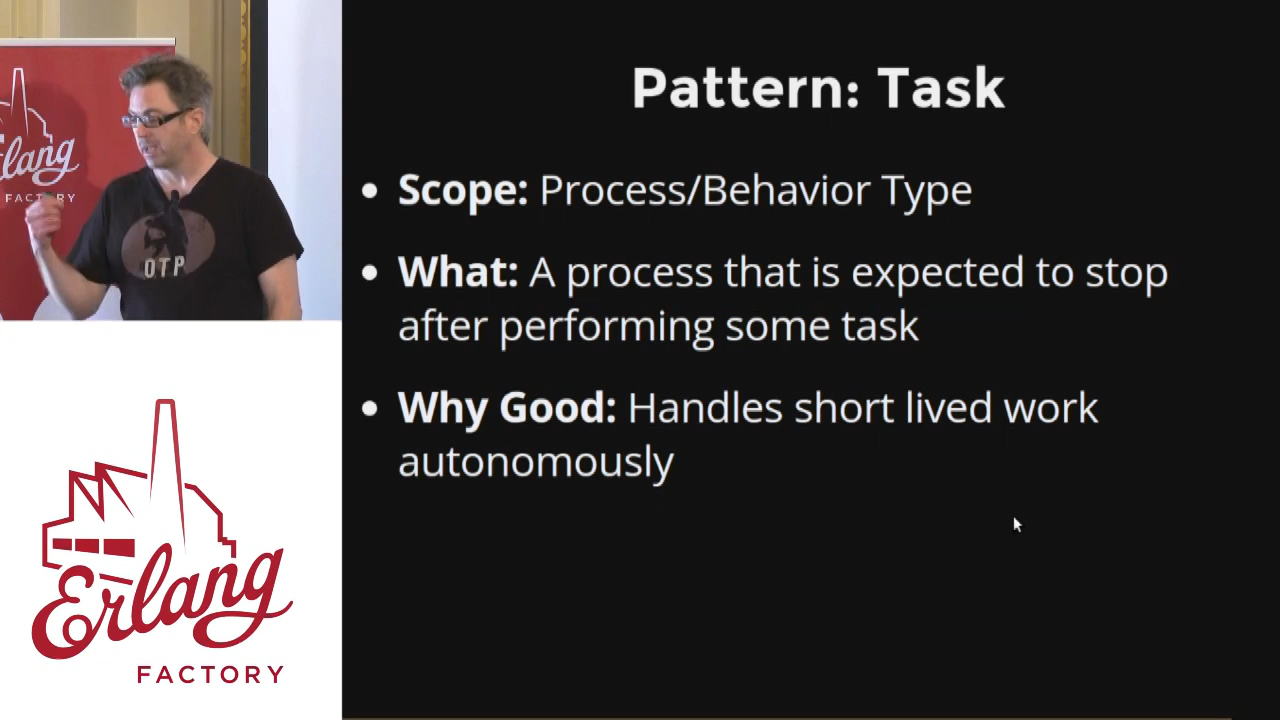 Pattern: Task
Scope: Process/Behavior Type
What: A process that is expected to stop
after performing some task
Why Good: Handles short lived work
autonomously
lang
FACTORY
OTP
Erlang
FACTORY